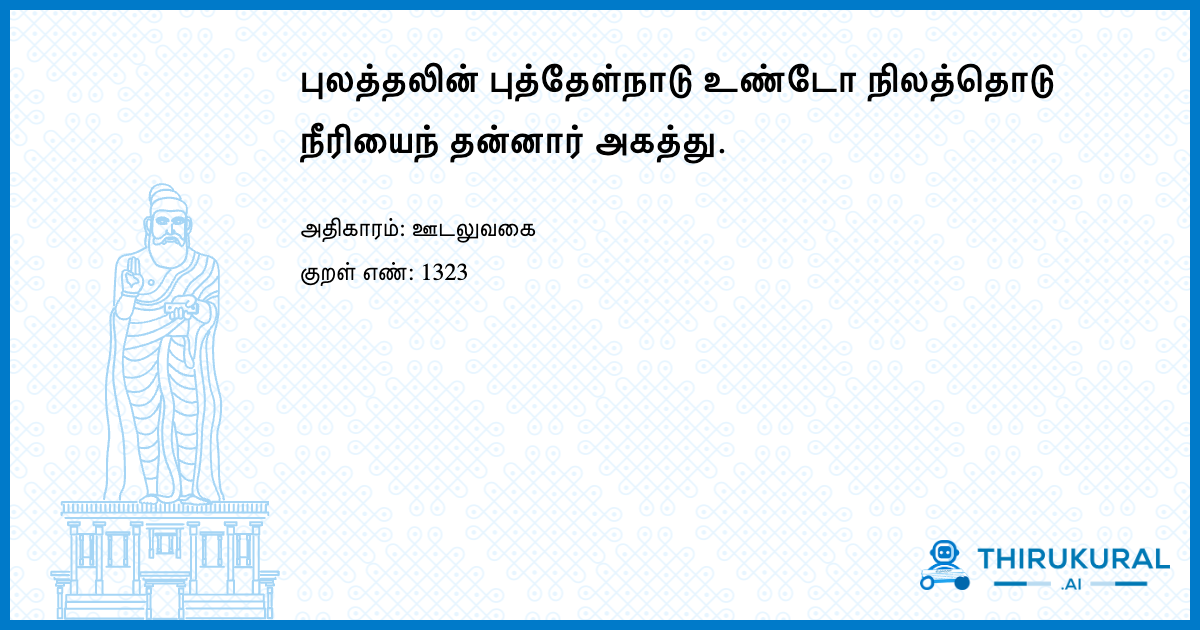 புலத்தலின் புத்தேள்நாடு உண்டோ நிலத்தொடு
நீரியைந் தன்னார் அகத்து.
அதிகாரம்: ஊடலுவகை
குறள் எண்: 1323
THIRUKURAL
.AI